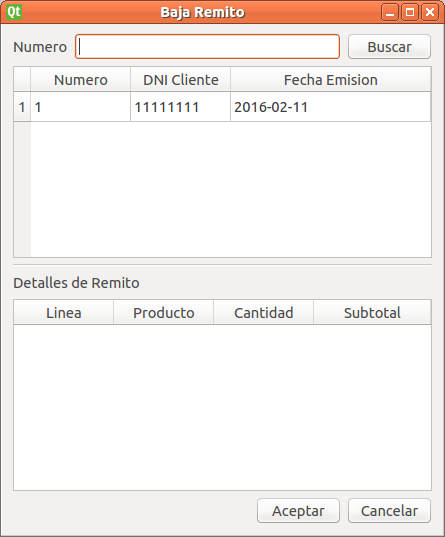 Qt Baja Remito
Numero Buscar
Numero DNI Cliente Fecha Emision
1 1 11111111 2016-02-11
Detalles de Remito
Linea Producto Cantidad Subtotal
Aceptar Cancelar